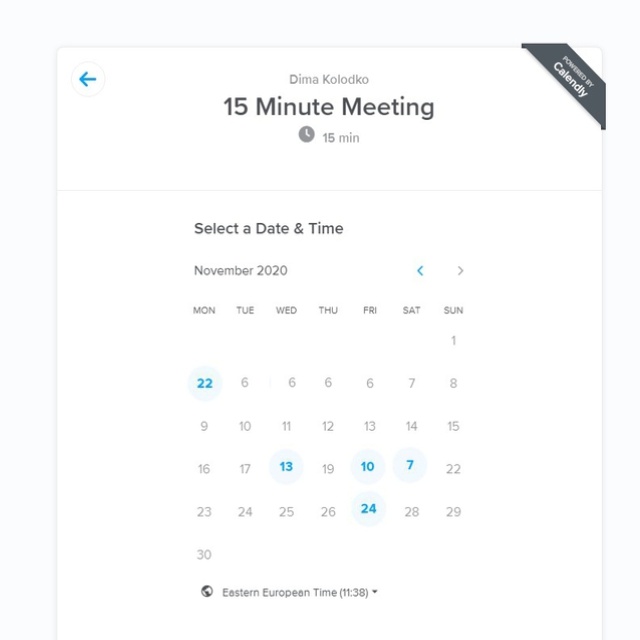 POWERED BY
Calendly
Dima Kolodko
15 Minute Meeting
15 min
Select a Date & Time
November 2020
MON TUE WED THU FRI SAT SUN
1
22 6 6 6 6 7 8
9 10 11 12 13 14 15
16 17 13 19 10 7 22
23 24 25 26 24 28 29
30
Eastern European Time (11:38)